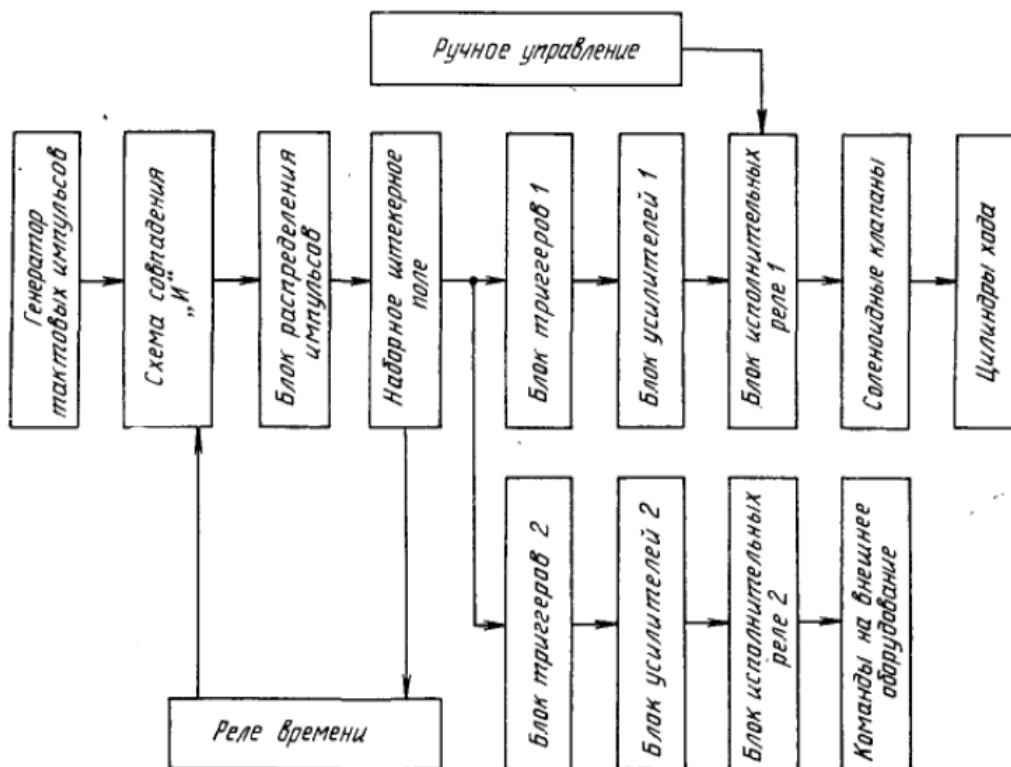 Ручное управление
Генератор
тактовых импульсов
Схема совпадения
„И"
Блок распределения
импульсов
Наборное штекерное
поле
Блок триггеров 1
Блок усилителей 1
Блок исполнительных
реле 1
Соленоидные клапаны
Цилиндры хода
Блок триггеров 2
Блок усилителей 2
Блок исполнительных
реле 2
Команды на внешнее
оборудование
Реле времени